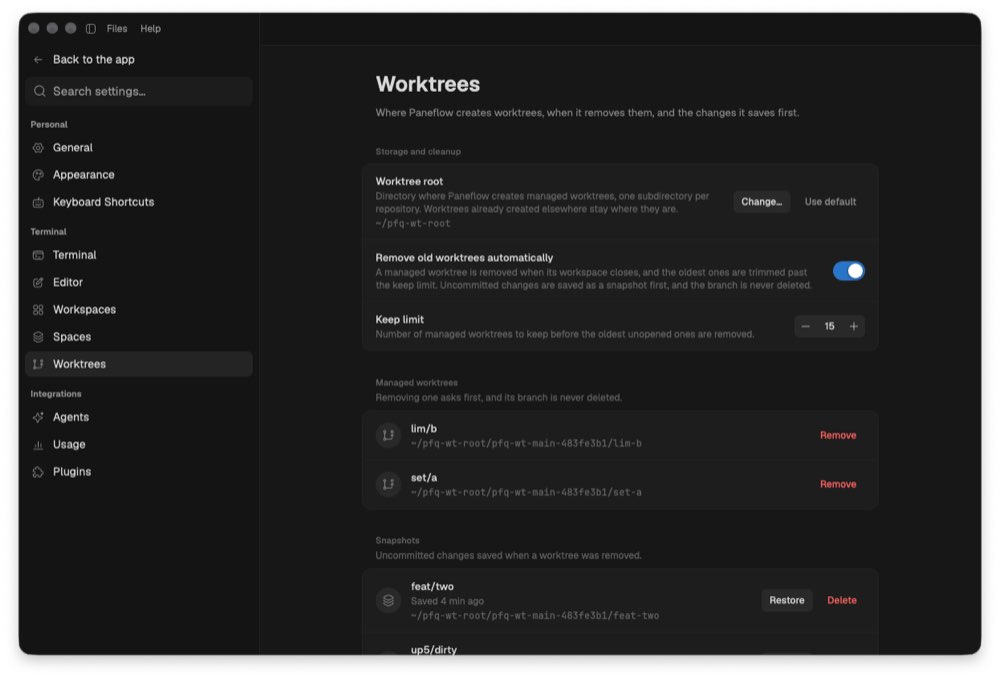 Files Help
Back to the app
Search settings...
Personal
General
Appearance
Keyboard Shortcuts
Terminal
Terminal
Editor
Workspaces
Spaces
Worktrees
Integrations
Agents
Usage
Plugins
Worktrees
Where Paneflow creates worktrees, when it removes them, and the changes it saves first.
Storage and cleanup
Worktree root
Directory where Paneflow creates managed worktrees, one subdirectory per
repository. Worktrees already created elsewhere stay where they are.
~/pfq-wt-root
Change... Use default
Remove old worktrees automatically
A managed worktree is removed when its workspace closes, and the oldest ones are trimmed past
the keep limit. Uncommitted changes are saved as a snapshot first, and the branch is never deleted.
Keep limit
Number of managed worktrees to keep before the oldest unopened ones are removed.
− 15 +
Managed worktrees
Removing one asks first, and its branch is never deleted.
lim/b
~/pfq-wt-root/pfq-wt-main-483fe3b1/lim-b
Remove
set/a
~/pfq-wt-root/pfq-wt-main-483fe3b1/set-a
Remove
Snapshots
Uncommitted changes saved when a worktree was removed.
feat/two
Saved 4 min ago
~/pfq-wt-root/pfq-wt-main-483fe3b1/feat-two
Restore Delete
up5/dirty